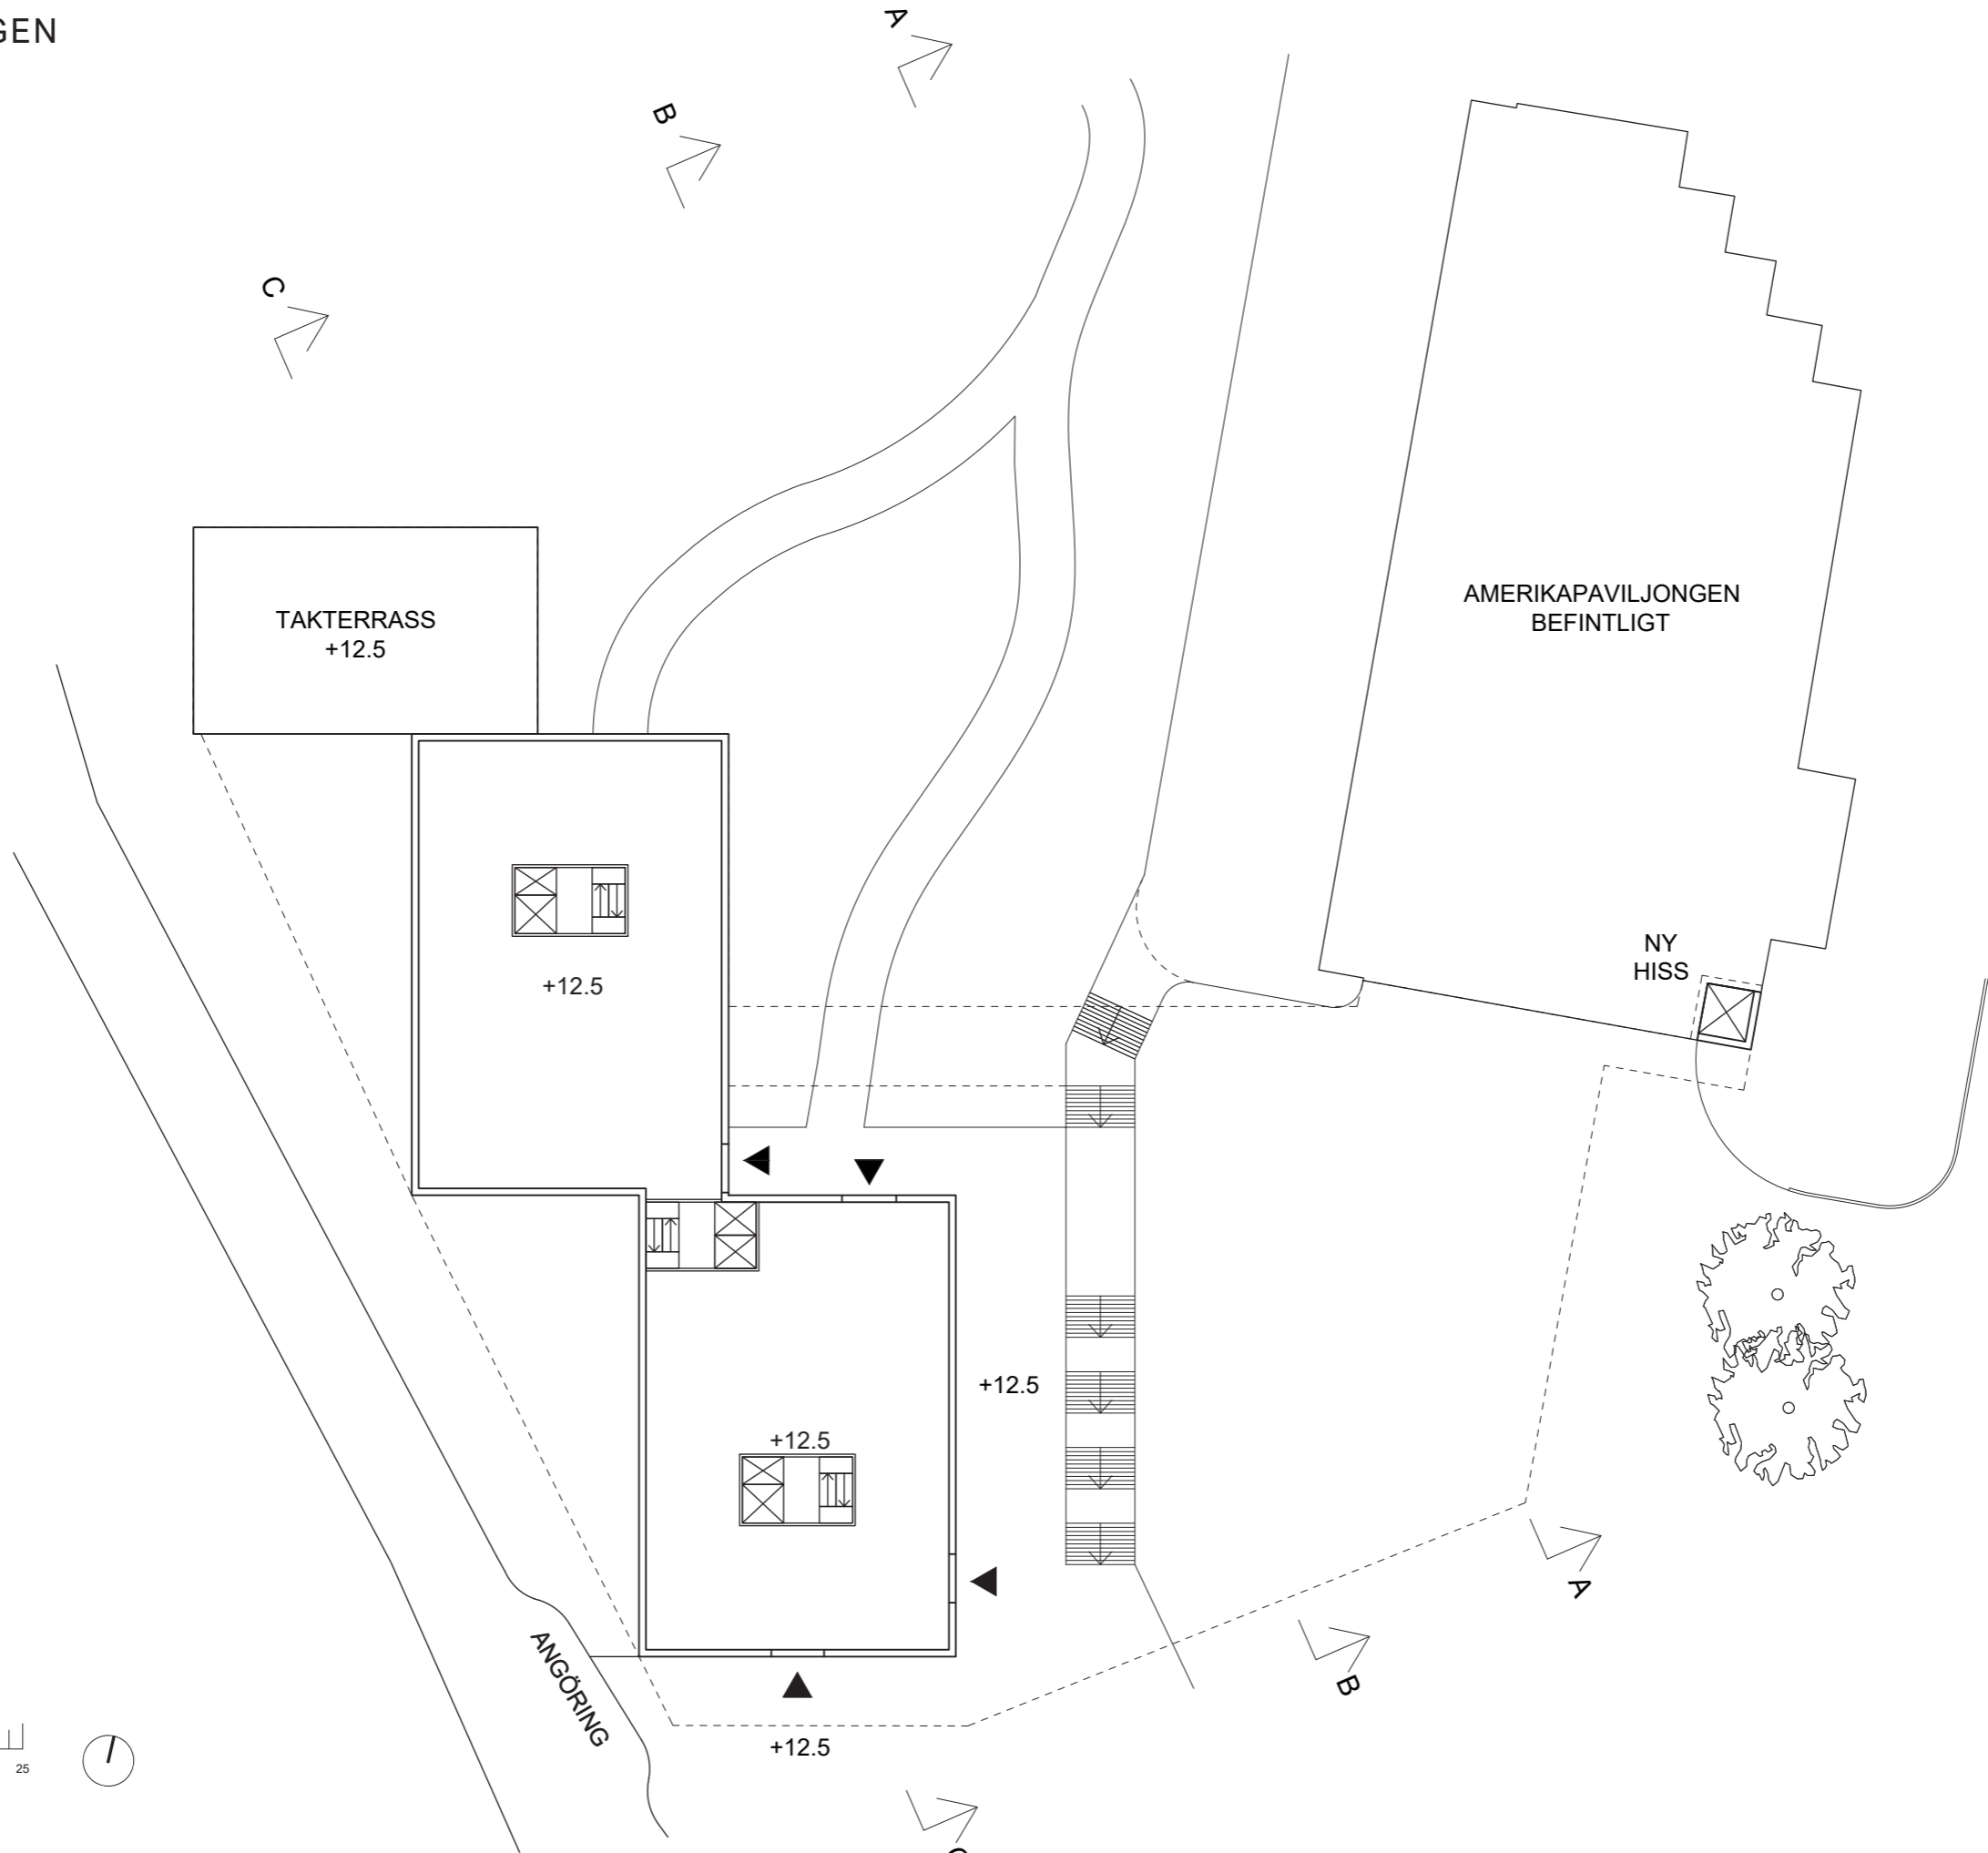 GEN
A
B
C
TAKTERRASS
+12.5
AMERIKAPAVILJONGEN
BEFINTLIGT
NY
HISS
+12.5
+12.5
+12.5
A
B
ANGÖRING
+12.5
25